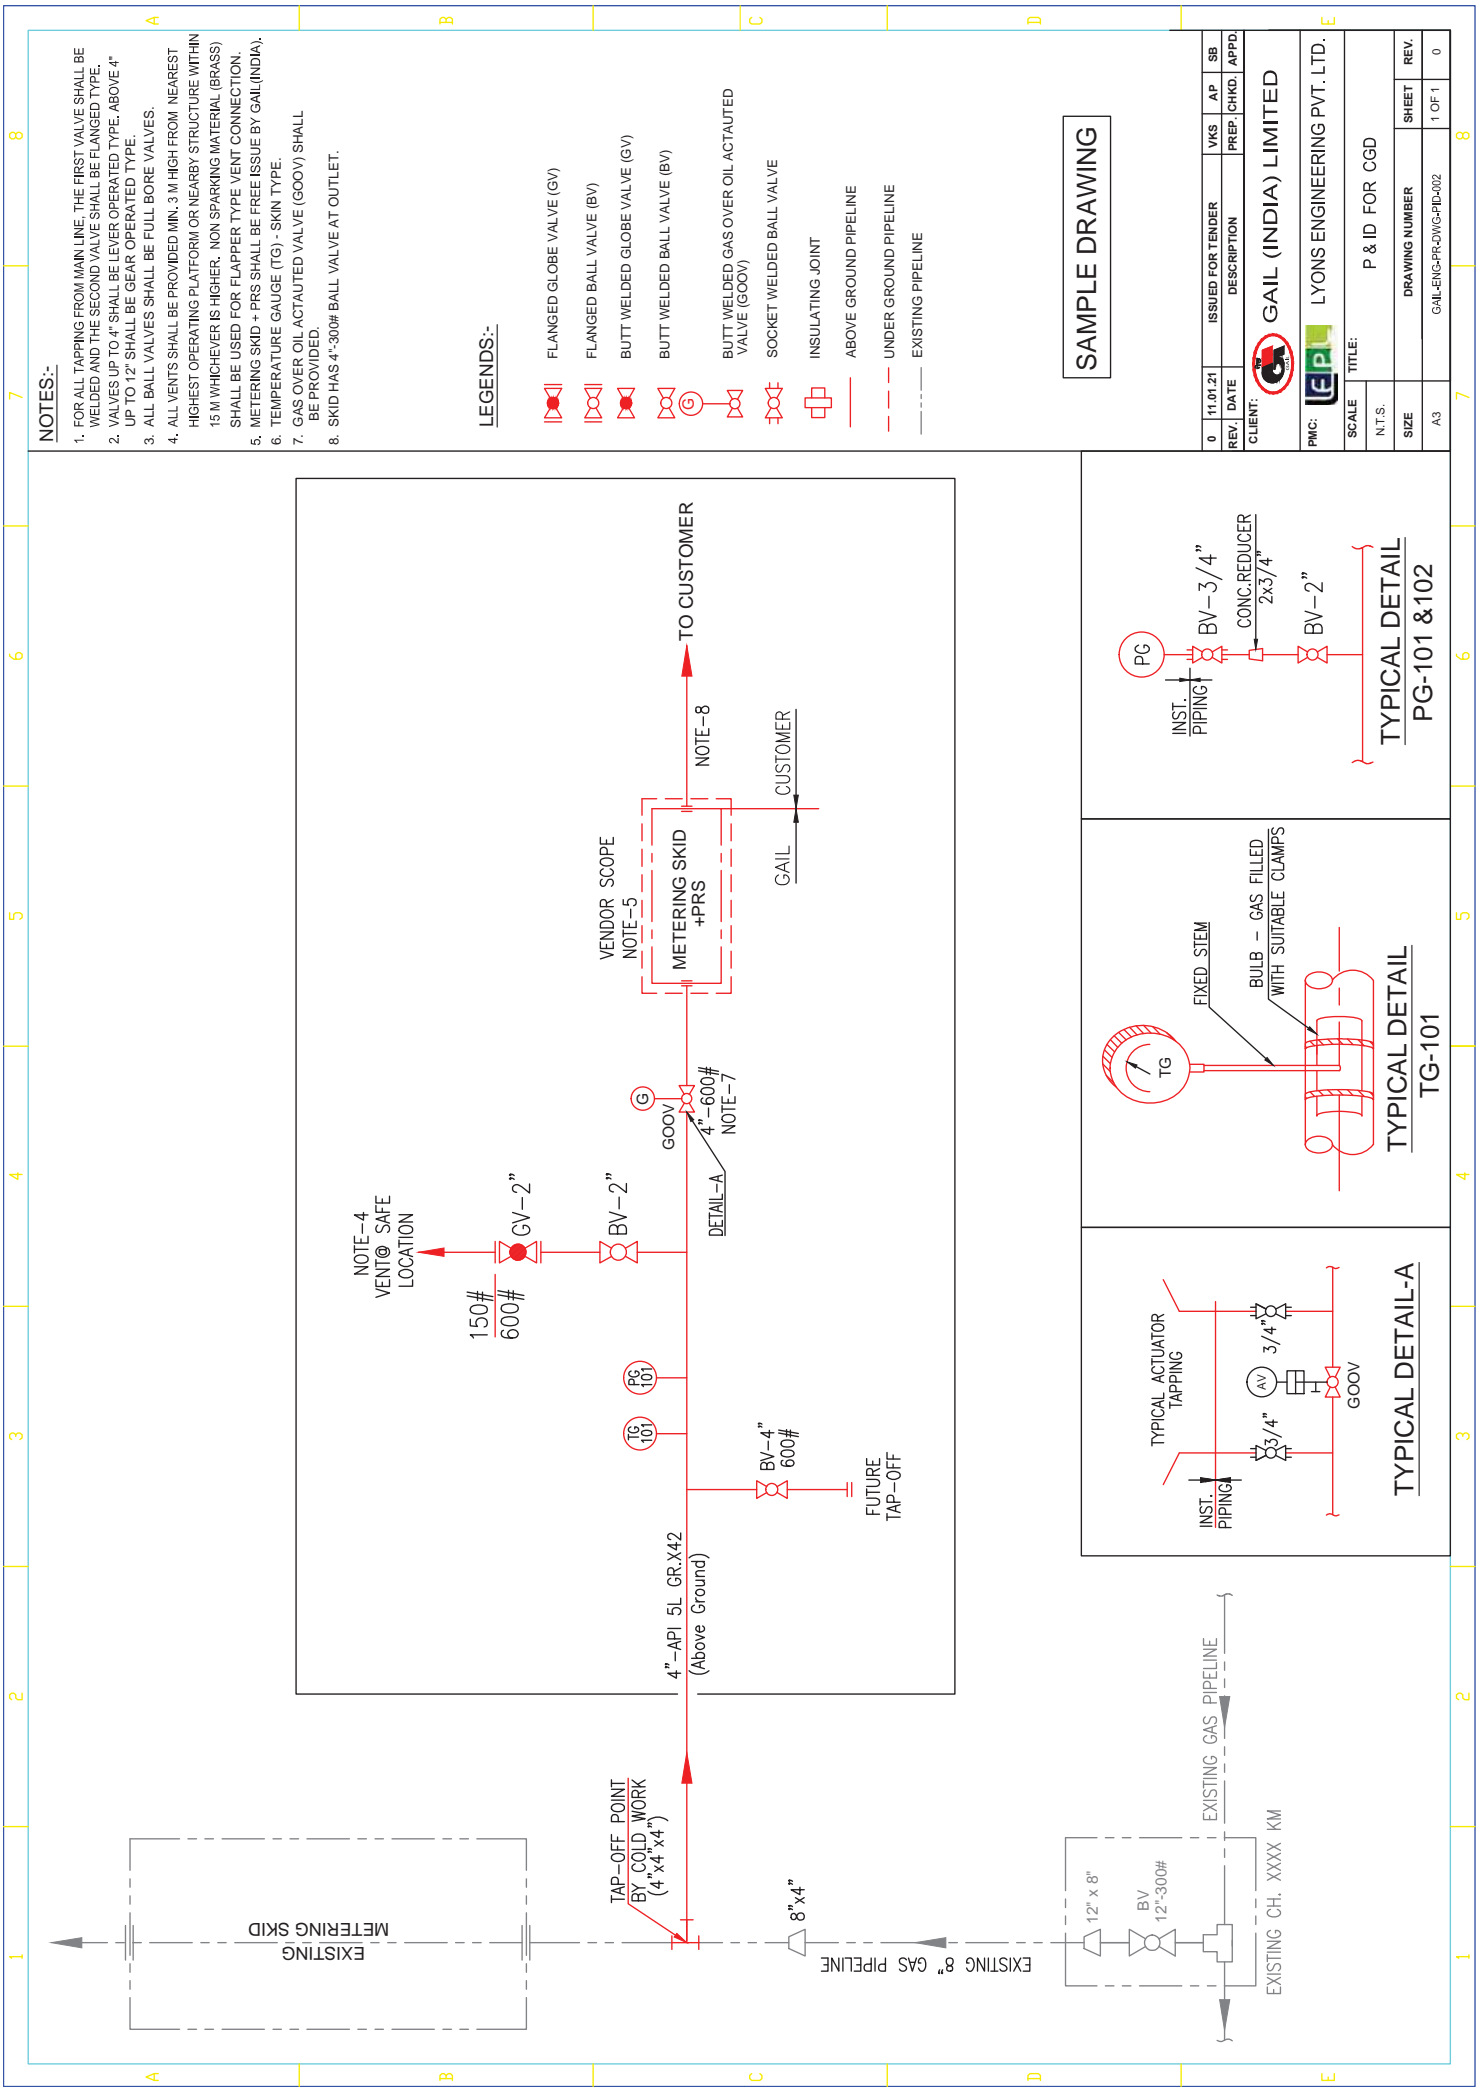 NOTES:-
1. FOR ALL TAPPING FROM MAIN LINE, THE FIRST VALVE SHALL BE
WELDED AND THE SECOND VALVE SHALL BE FLANGED TYPE.
2. VALVES UP TO 4" SHALL BE LEVER OPERATED TYPE. ABOVE 4"
UP TO 12" SHALL BE GEAR OPERATED TYPE.
3. ALL BALL VALVES SHALL BE FULL BORE VALVES.
4. ALL VENTS SHALL BE PROVIDED MIN. 3 M HIGH FROM NEAREST
HIGHEST OPERATING PLATFORM OR NEARBY STRUCTURE WITHIN
15 M WHICHEVER IS HIGHER. NON SPARKING MATERIAL (BRASS)
SHALL BE USED FOR FLAPPER TYPE VENT CONNECTION.
5. METERING SKID + PRS SHALL BE FREE ISSUE BY GAIL(INDIA).
6. TEMPERATURE GAUGE (TG) - SKIN TYPE.
7. GAS OVER OIL ACTAUTED VALVE (GOOV) SHALL
BE PROVIDED.
8. SKID HAS 4"-300# BALL VALVE AT OUTLET.
LEGENDS:-
FLANGED GLOBE VALVE (GV)
FLANGED BALL VALVE (BV)
BUTT WELDED GLOBE VALVE (GV)
BUTT WELDED BALL VALVE (BV)
G
BUTT WELDED GAS OVER OIL ACTAUTED
VALVE (GOOV)
SOCKET WELDED BALL VALVE
INSULATING JOINT
ABOVE GROUND PIPELINE
UNDER GROUND PIPELINE
EXISTING PIPELINE
SAMPLE DRAWING
0 11.01.21 ISSUED FOR TENDER VKS AP SB
REV. DATE DESCRIPTION PREP. CHKD. APPD.
CLIENT: GAIL (INDIA) LIMITED
PMC: EPL LYONS ENGINEERING PVT. LTD.
SCALE TITLE:
N.T.S. P & ID FOR CGD
SIZE DRAWING NUMBER SHEET REV.
A3 GAIL-ENG-PR-DWG-PID-002 1 OF 1 0
NOTE-4
VENT@ SAFE
LOCATION
150#
600#
GV-2"
BV-2"
PG
101
TG
101
G
GOOV
4"-600#
NOTE-7
DETAIL-A
VENDOR SCOPE
NOTE-5
METERING SKID
+PRS
TO CUSTOMER
NOTE-8
GAIL
CUSTOMER
BV-4"
600#
FUTURE
TAP-OFF
4"-API 5L GR.X42
(Above Ground)
TAP-OFF POINT
BY COLD WORK
(4"x4"x4")
EXISTING
METERING SKID
8"x4"
EXISTING 8" GAS PIPELINE
12" x 8"
BV
12"-300#
EXISTING CH. XXXX KM
EXISTING GAS PIPELINE
TYPICAL ACTUATOR
TAPPING
INST.
PIPING
3/4"
AV
3/4"
GOOV
TYPICAL DETAIL-A
TG
FIXED STEM
BULB - GAS FILLED
WITH SUITABLE CLAMPS
TYPICAL DETAIL
TG-101
PG
INST.
PIPING
BV-3/4"
CONC.REDUCER
2x3/4"
BV-2"
TYPICAL DETAIL
PG-101 &102
A
B
C
D
E
1
2
3
4
5
6
7
8
A
B
C
D
E
1
2
3
4
5
6
7
8